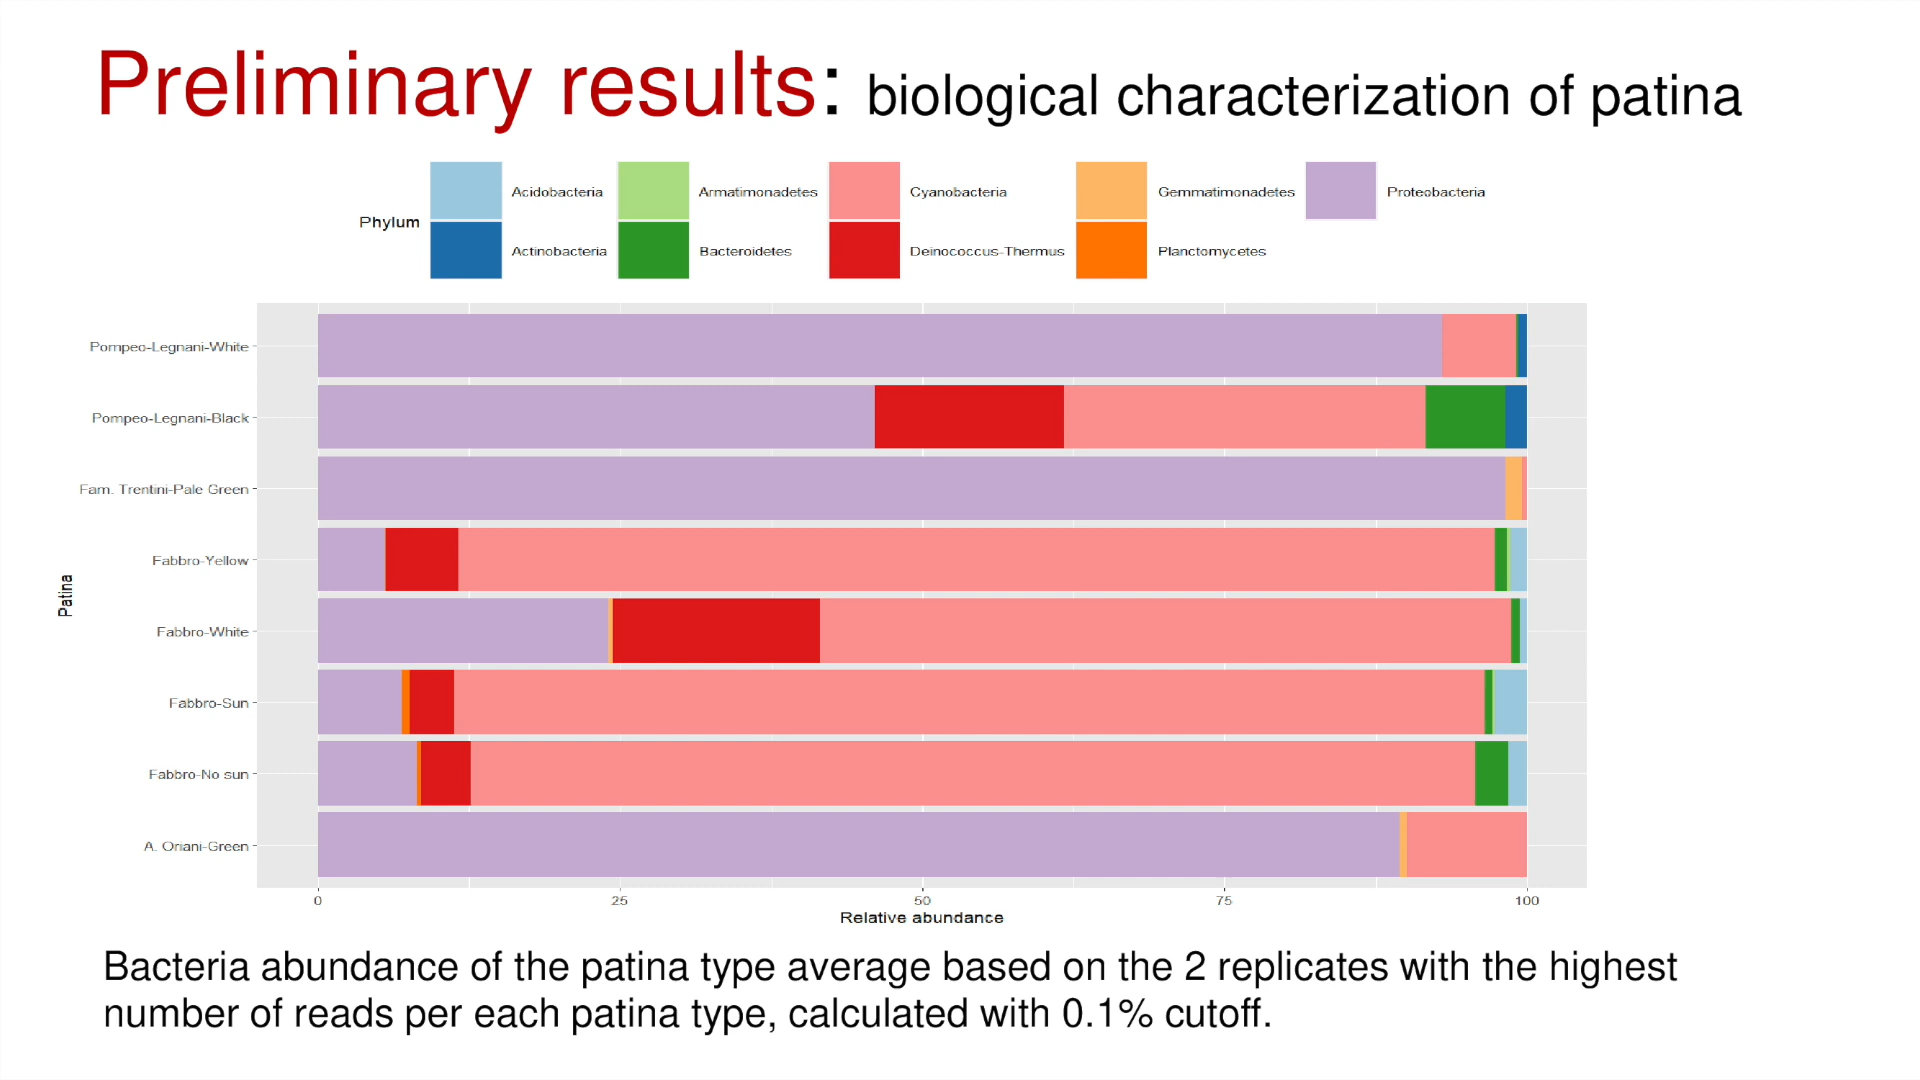 Preliminary results: biological characterization of patina
Phylum
Acidobacteria
Armatimonadetes
Cyanobacteria
Gemmatimonadetes
Proteobacteria
Actinobacteria
Bacteroidetes
Deinococcus-Thermus
Planctomycetes
Patina
Pompeo-Legnani-White
Pompeo-Legnani-Black
Fam. Trentini-Pale Green
Fabbro-Yellow
Fabbro-White
Fabbro-Sun
Fabbro-No sun
A. Oriani-Green
0 25 50 75 100
Relative abundance
Bacteria abundance of the patina type average based on the 2 replicates with the highest
number of reads per each patina type, calculated with 0.1% cutoff.